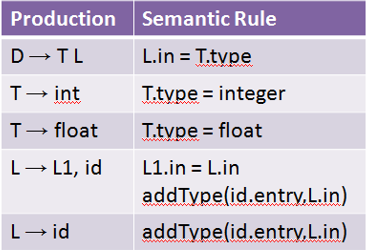 Production Semantic Rule
D → T L L.in = T.type
T → int T.type = integer
T → float T.type = float
L → L1, id L1.in = L.in
addType(id.entry,L.in)
L → id addType(id.entry,L.in)